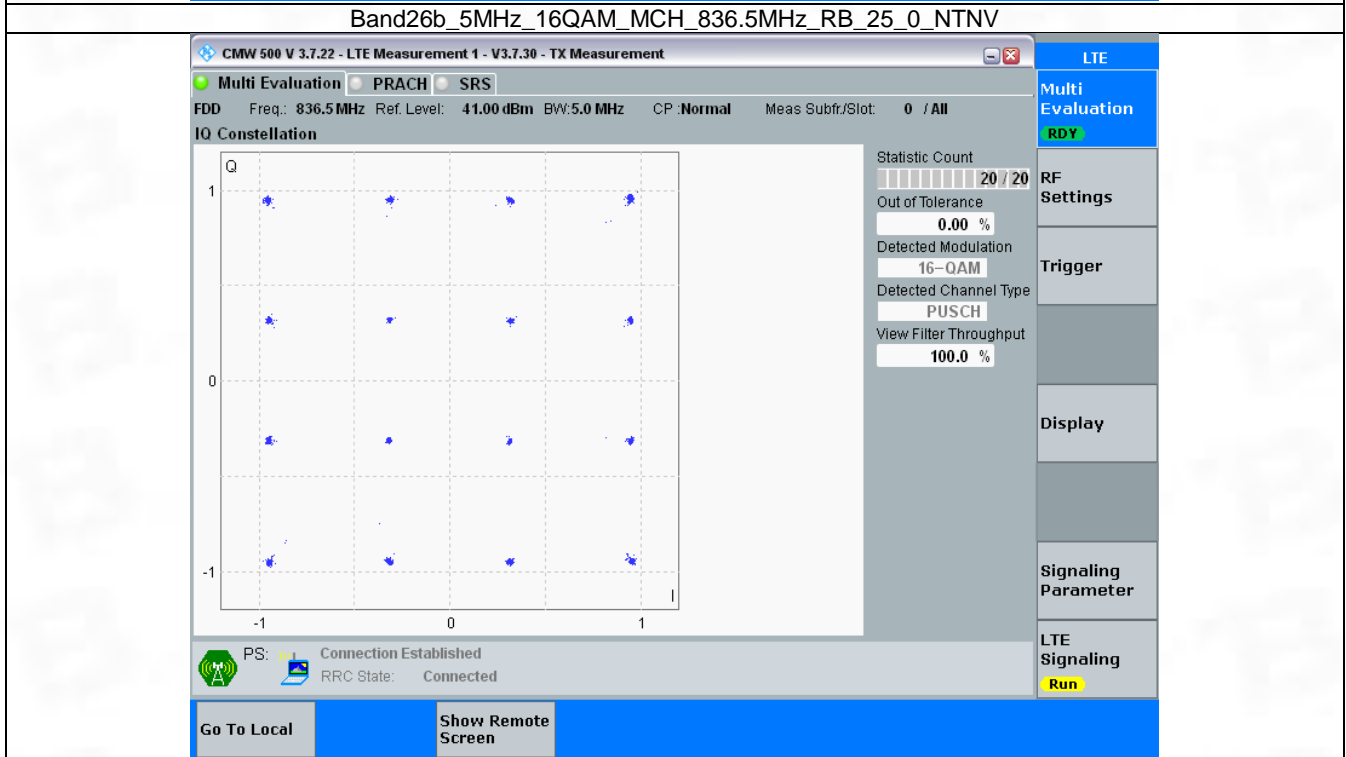 Band26b_5MHz_16QAM_MCH_836.5MHz_RB_25_0_NTNV
CMW 500 V 3.7.22 - LTE Measurement 1 - V3.7.30 - TX Measurement
LTE
Multi Evaluation PRACH SRS
Multi
Evaluation
RDY
FDD Freq.: 836.5 MHz Ref. Level: 41.00 dBm BW:5.0 MHz CP :Normal Meas Subfr./Slot: 0 / All
IQ Constellation
Q
1
0
-1
-1 0 1
I
Statistic Count
20 / 20
Out of Tolerance
0.00 %
Detected Modulation
16-QAM
Detected Channel Type
PUSCH
View Filter Throughput
100.0 %
RF
Settings
Trigger
Display
Signaling
Parameter
LTE
Signaling
Run
PS: Connection Established
RRC State: Connected
Go To Local
Show Remote
Screen